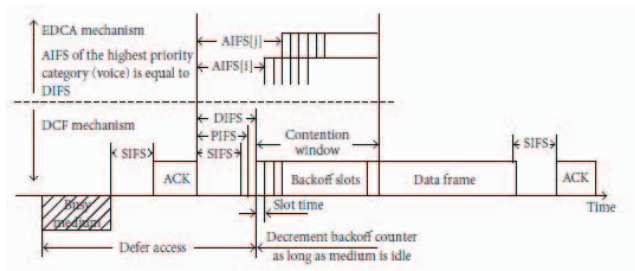 EDCA mechanism
AIFS of the highest priority
category (voice) is equal to
DIFS
AIFS[j]
AIFS[i]
DCF mechanism
DIFS
PIFS
SIFS
SIFS
ACK
Contention
window
Backoff slots
Data frame
SIFS
ACK
Busy
medium
Slot time
Time
Defer access
Decrement backoff counter
as long as medium is idle